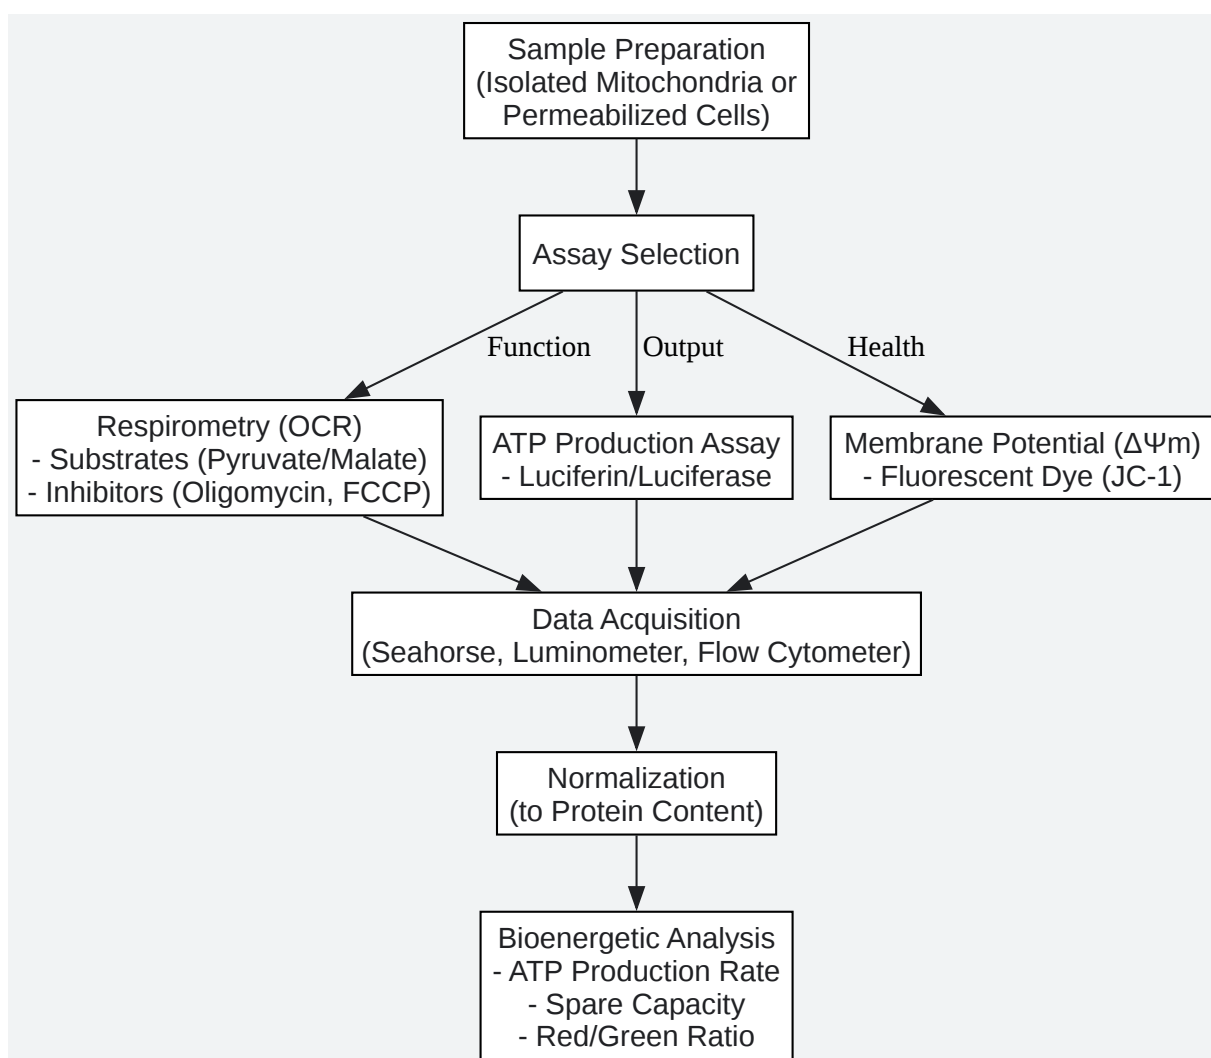 Sample Preparation
(Isolated Mitochondria or
Permeabilized Cells)
Assay Selection
Function
Output
Health
Respirometry (OCR)
- Substrates (Pyruvate/Malate)
- Inhibitors (Oligomycin, FCCP)
ATP Production Assay
- Luciferin/Luciferase
Membrane Potential (ΔΨm)
- Fluorescent Dye (JC-1)
Data Acquisition
(Seahorse, Luminometer, Flow Cytometer)
Normalization
(to Protein Content)
Bioenergetic Analysis
- ATP Production Rate
- Spare Capacity
- Red/Green Ratio